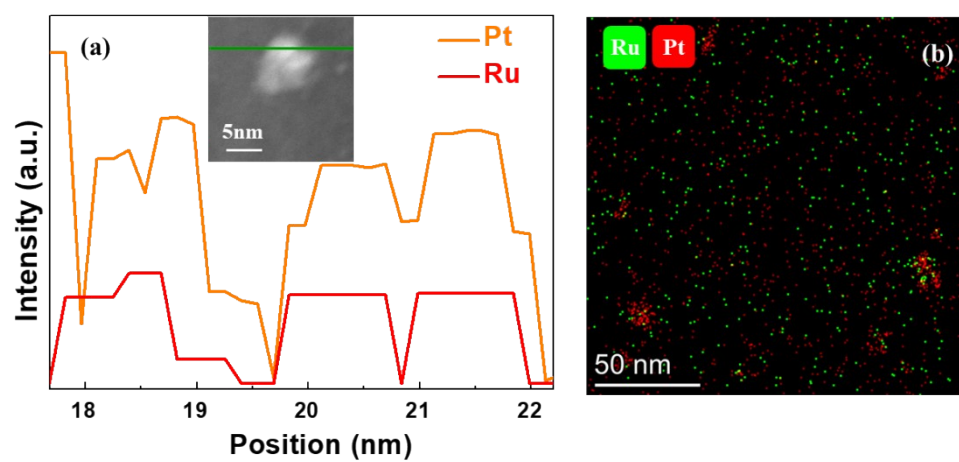 (a)
Pt
Ru
5nm
Intensity (a.u.)
18 19 20 21 22
Position (nm)
Ru Pt (b)
50 nm